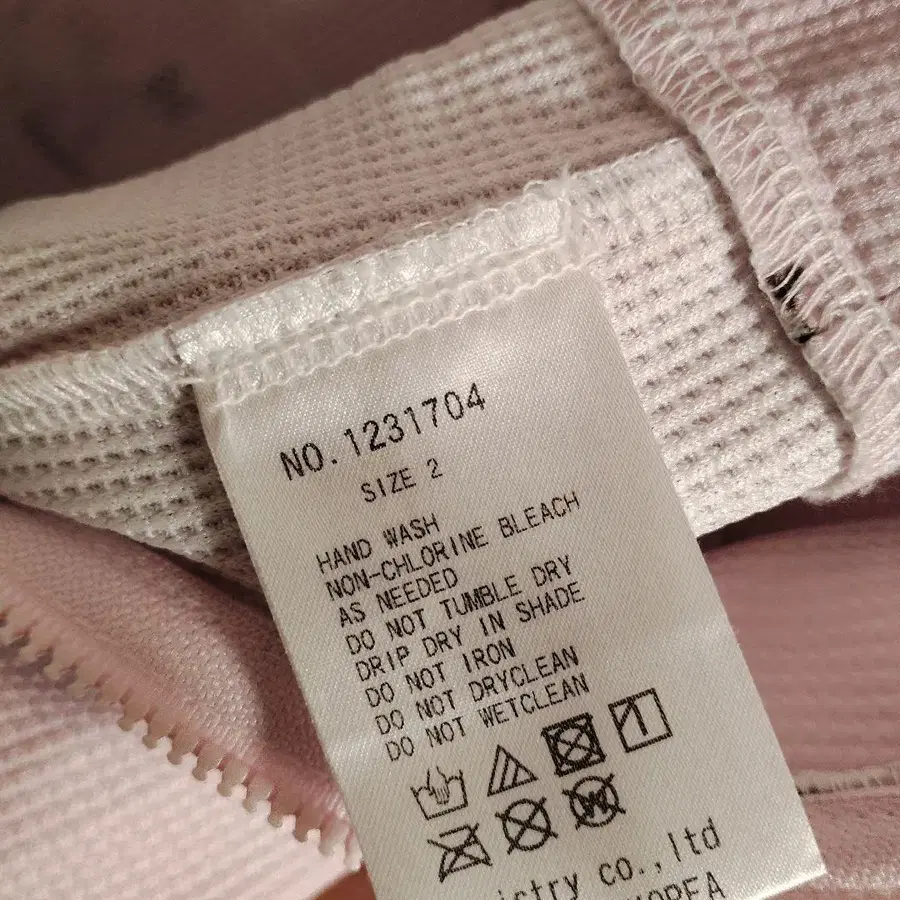 NO.1231704
SIZE 2
HAND WASH
NON-CHLORINE BLEACH
AS NEEDED
DO NOT TUMBLE DRY
DRIP DRY IN SHADE
DO NOT IRON
DO NOT DRYCLEAN
DO NOT WETCLEAN
W
co.,ltd